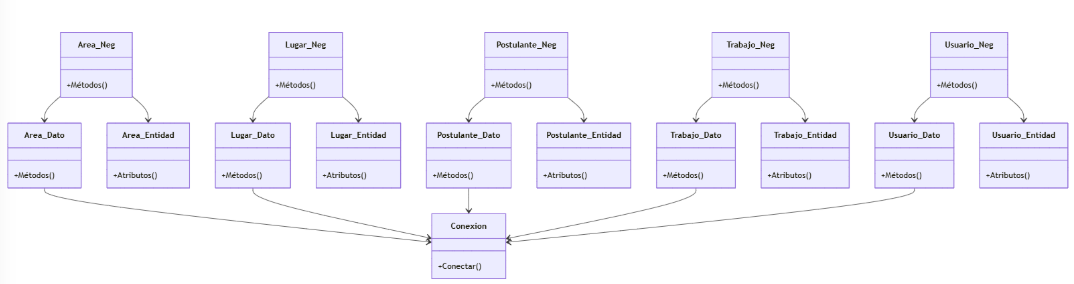 Area_Neg
+Métodos()
Lugar_Neg
+Métodos()
Postulante_Neg
+Métodos()
Trabajo_Neg
+Métodos()
Usuario_Neg
+Métodos()
Area_Dato
+Métodos()
Area_Entidad
+Atributos()
Lugar_Dato
+Métodos()
Lugar_Entidad
+Atributos()
Postulante_Dato
+Métodos()
Postulante_Entidad
+Atributos()
Trabajo_Dato
+Métodos()
Trabajo_Entidad
+Atributos()
Usuario_Dato
+Métodos()
Usuario_Entidad
+Atributos()
Conexion
+Conectar()